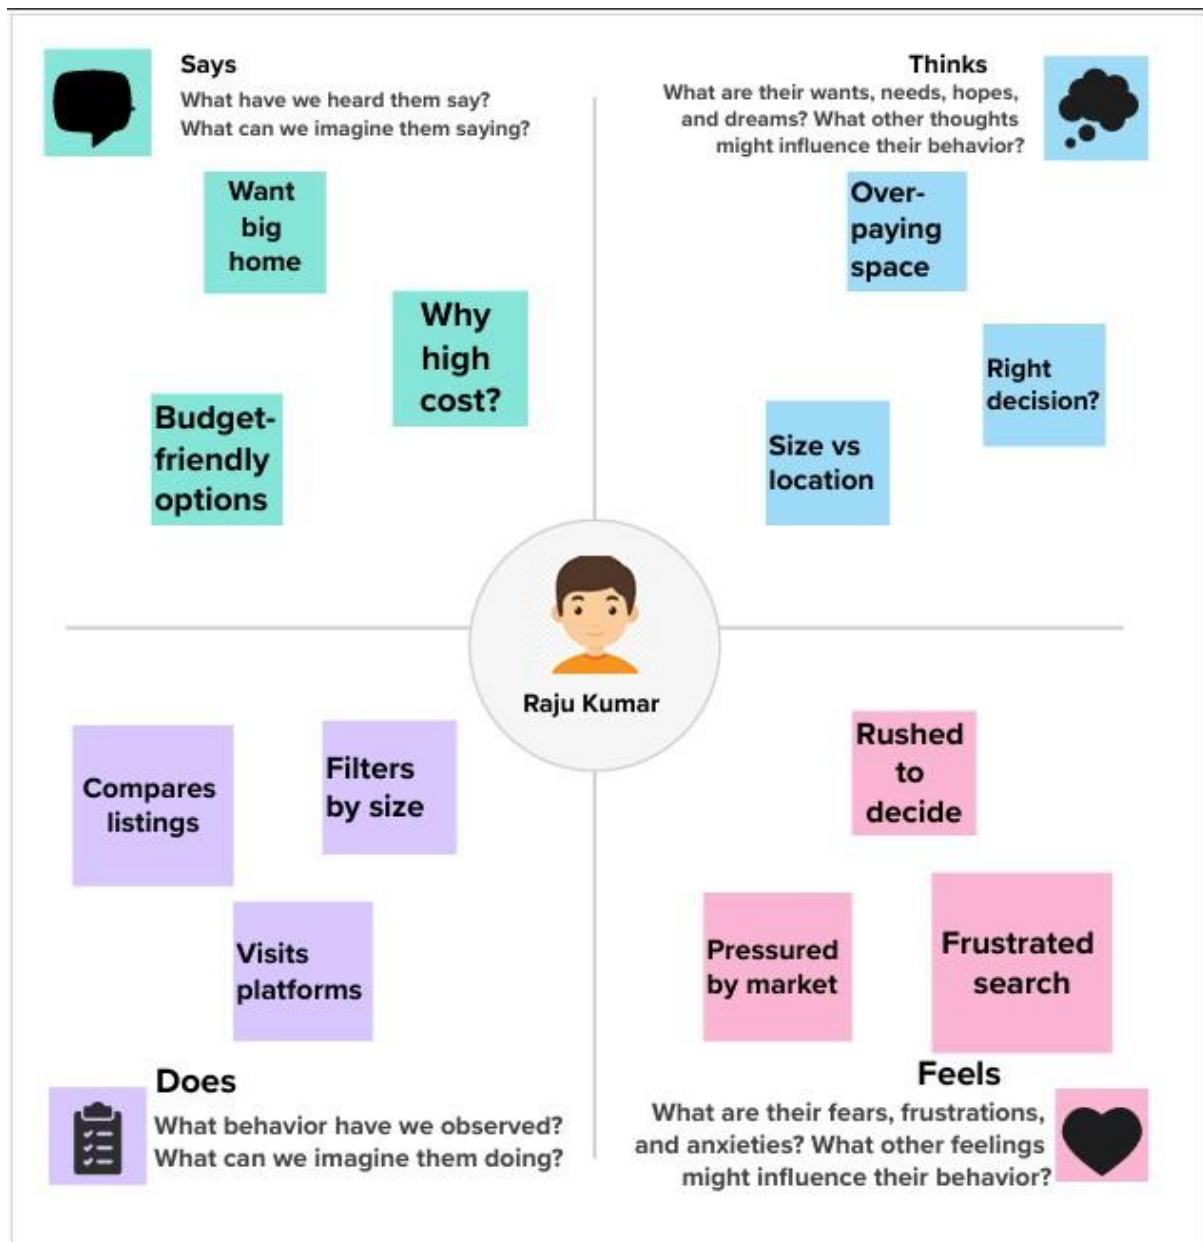 Says
What have we heard them say?
What can we imagine them saying?
Want
big
home
Why
high
cost?
Budget-
friendly
options
Thinks
What are their wants, needs, hopes,
and dreams? What other thoughts
might influence their behavior?
Over-
paying
space
Right
decision?
Size vs
location
Raju Kumar
Compares
listings
Filters
by size
Visits
platforms
Does
What behavior have we observed?
What can we imagine them doing?
Rushed
to
decide
Pressured
by market
Frustrated
search
Feels
What are their fears, frustrations,
and anxieties? What other feelings
might influence their behavior?